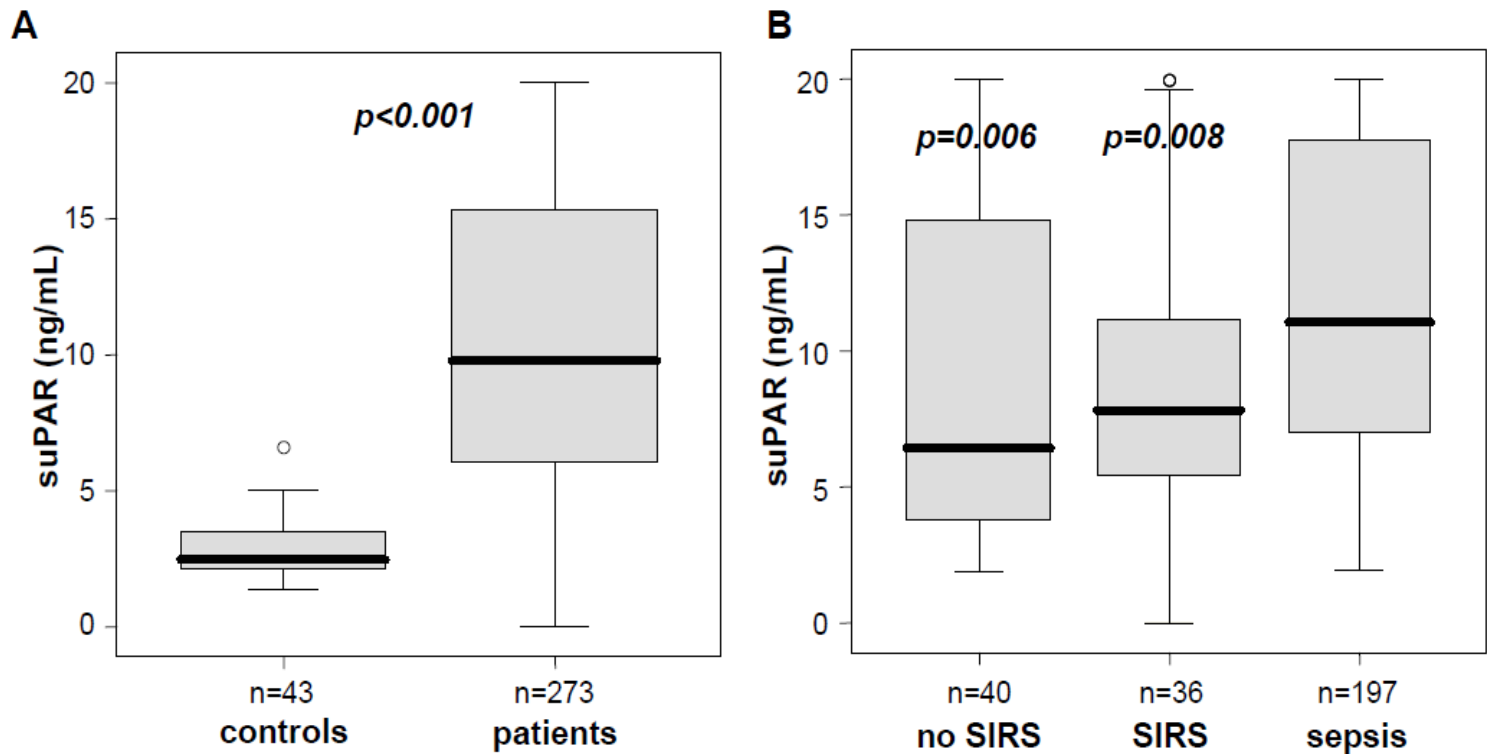 A
suPAR (ng/mL)
20
15
10
5
0
p<0.001
n=43
n=273
controls
patients
B
suPAR (ng/mL)
20
15
10
5
0
p=0.006
p=0.008
n=40
n=36
n=197
no SIRS
SIRS
sepsis